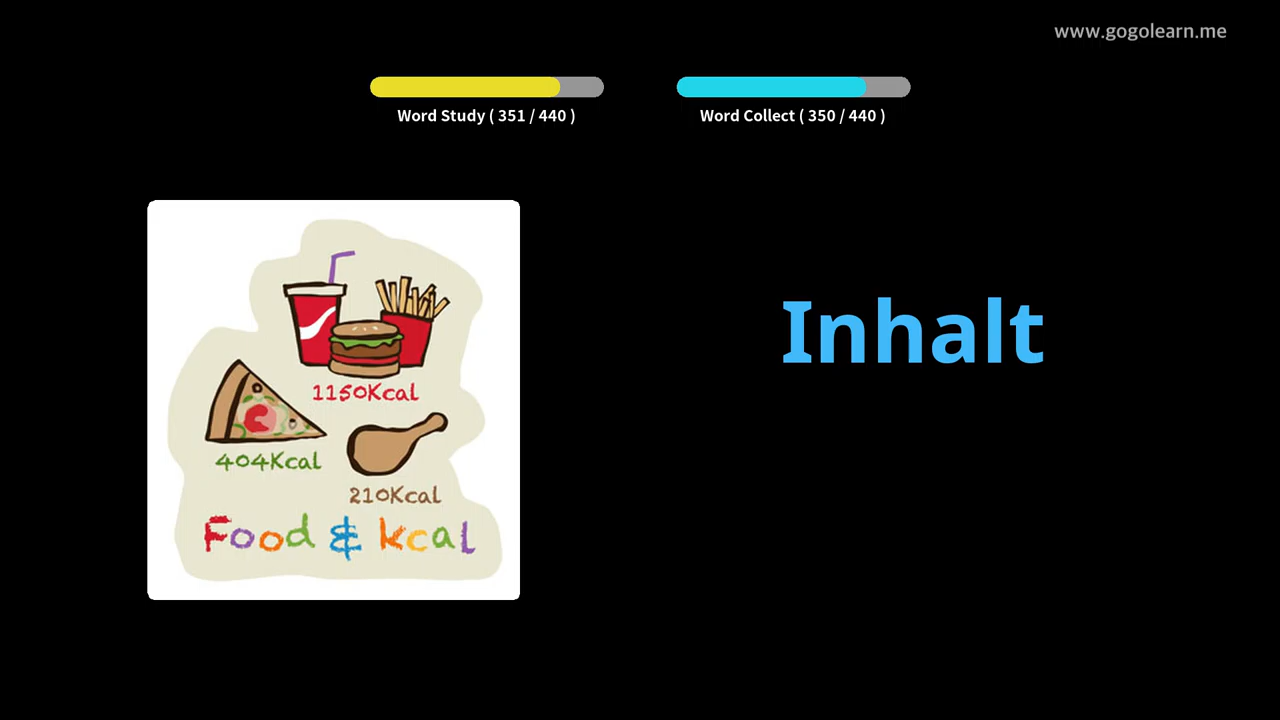 www.gogolearn.me
Word Study ( 351 / 440 )
Word Collect ( 350 / 440 )
1150Kcal
404Kcal
210Kcal
Food & kcal
Inhalt